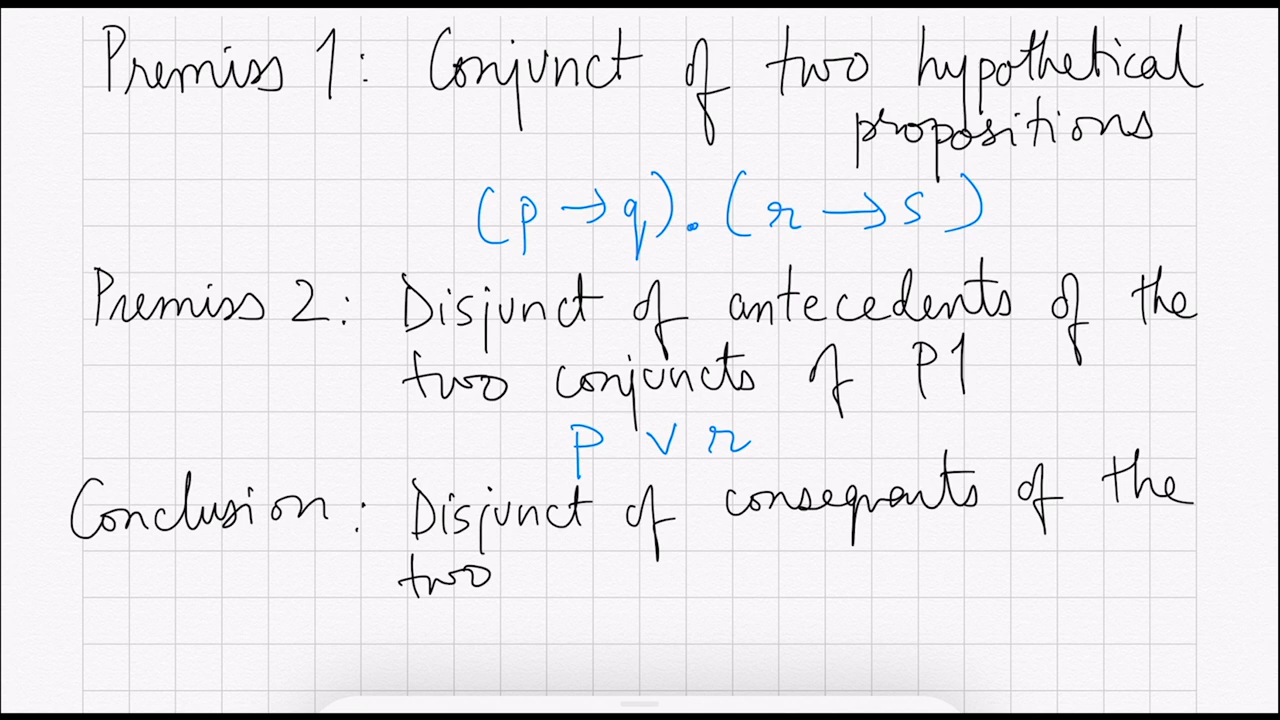 Premiss 1: Conjunct of two hypothetical
propositions
(p → q). (r → s)
Premiss 2: Disjunct of antecedents of the
two conjuncts of P1
p ∨ r
Conclusion: Disjunct of consequents of the
two